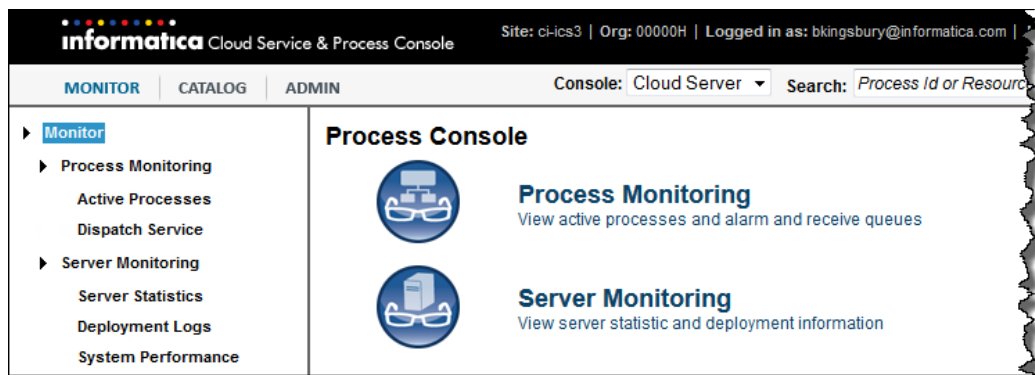 informatica Cloud Service & Process Console
Site: ci-ics3 | Org: 00000H | Logged in as: bkingsbury@informatica.com |
MONITOR CATALOG ADMIN
Console: Cloud Server Search: Process Id or Resourc
Monitor
Process Monitoring
Active Processes
Dispatch Service
Server Monitoring
Server Statistics
Deployment Logs
System Performance
Process Console
Process Monitoring
View active processes and alarm and receive queues
Server Monitoring
View server statistic and deployment information